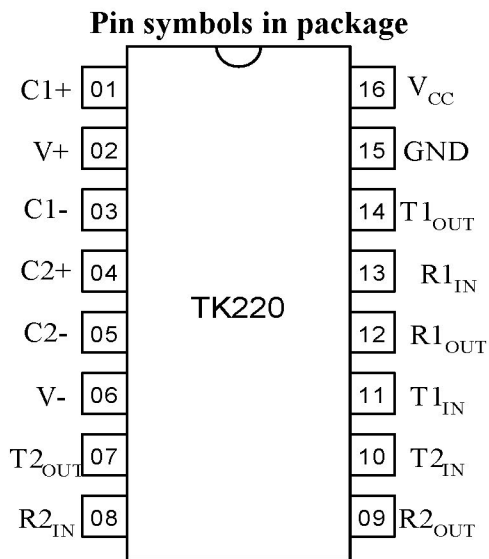 Pin symbols in package
C1+ 01 16 VCC
V+ 02 15 GND
C1- 03 14 T1OUT
C2+ 04 13 R1IN
TK220
C2- 05 12 R1OUT
V- 06 11 T1IN
T2OUT 07 10 T2IN
R2IN 08 09 R2OUT